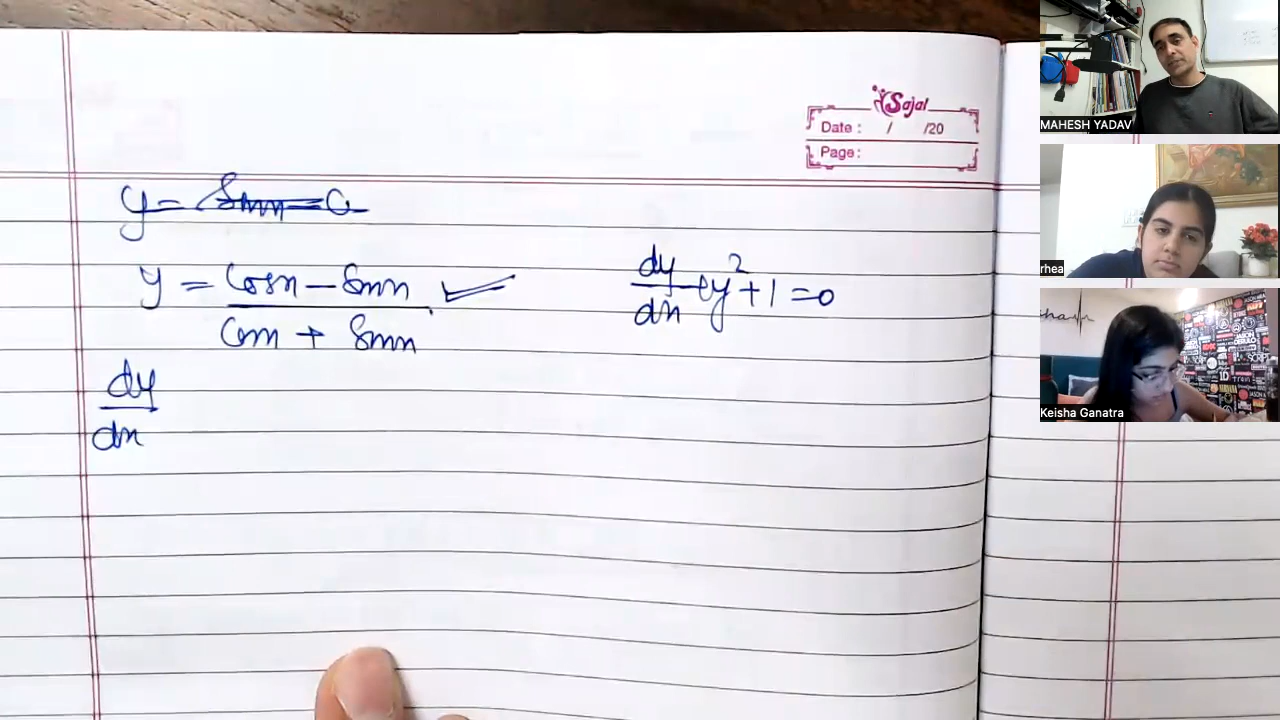 Sajal
Date : / /20
Page:
y = Sinx = 0
y = Cosx - Sinx
Cosx + Sinx
dy
dx
dy
dx + y² + 1 = 0
MAHESH YADAV
rhea
Keisha Ganatra